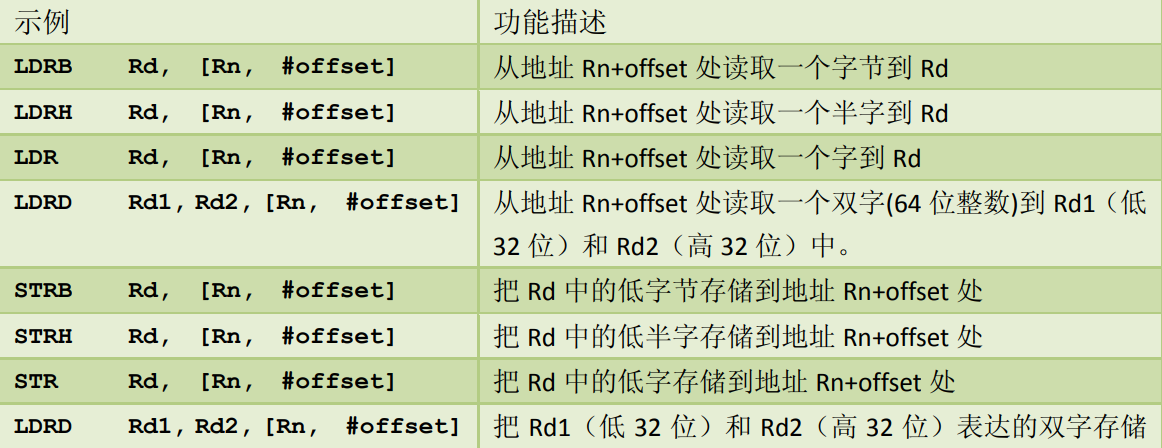 示例 功能描述
LDRB Rd, [Rn, #offset] 从地址 Rn+offset 处读取一个字节到 Rd
LDRH Rd, [Rn, #offset] 从地址 Rn+offset 处读取一个半字到 Rd
LDR Rd, [Rn, #offset] 从地址 Rn+offset 处读取一个字到 Rd
LDRD Rd1, Rd2, [Rn, #offset] 从地址 Rn+offset 处读取一个双字(64 位整数)到 Rd1（低
32 位）和 Rd2（高 32 位）中。
STRB Rd, [Rn, #offset] 把 Rd 中的低字节存储到地址 Rn+offset 处
STRH Rd, [Rn, #offset] 把 Rd 中的低半字存储到地址 Rn+offset 处
STR Rd, [Rn, #offset] 把 Rd 中的低字存储到地址 Rn+offset 处
LDRD Rd1, Rd2, [Rn, #offset] 把 Rd1（低 32 位）和 Rd2（高 32 位）表达的双字存储